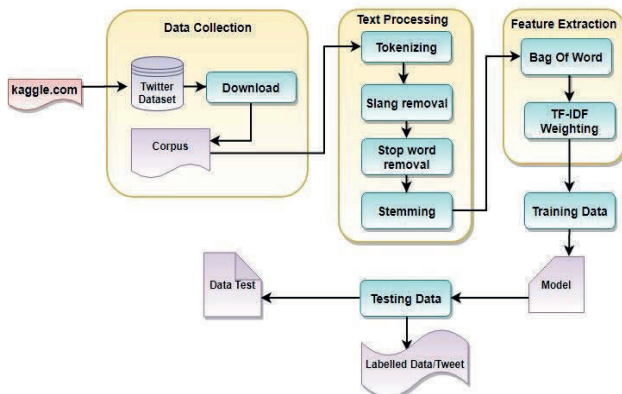 Data Collection
kaggle.com
Twitter
Dataset
Download
Corpus
Text Processing
Tokenizing
Slang removal
Stop word
removal
Stemming
Feature Extraction
Bag Of Word
TF-IDF
Weighting
Training Data
Model
Testing Data
Data Test
Labelled Data/Tweet